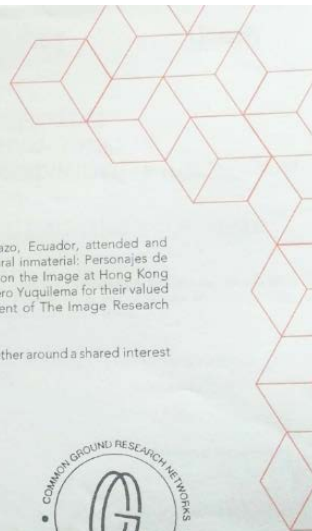 azo, Ecuador, attended and
ral inmaterial: Personajes de
on the Image at Hong Kong
ro Yuquilema for their valued
ent of The Image Research
ther around a shared interest
COMMON GROUND RESEARCH NETWORKS